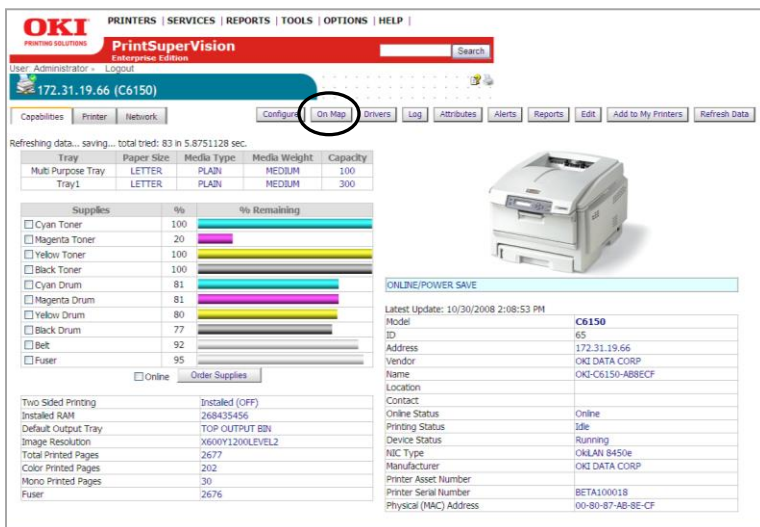 OKI
PRINTING SOLUTIONS
PRINTERS | SERVICES | REPORTS | TOOLS | OPTIONS | HELP |
PrintSuperVision
Enterprise Edition
Search
User: Administrator - Logout
172.31.19.66 (C6150)
Capabilities Printer Network Configure On Map Drivers Log Attributes Alerts Reports Edit Add to My Printers Refresh Data
Refreshing data... saving... total tried: 83 in 5.8751128 sec.
Tray Paper Size Media Type Media Weight Capacity
Multi Purpose Tray LETTER PLAIN MEDIUM 100
Tray1 LETTER PLAIN MEDIUM 300
Supplies % % Remaining
Cyan Toner 100
Magenta Toner 20
Yellow Toner 100
Black Toner 100
Cyan Drum 81
Magenta Drum 81
Yellow Drum 80
Black Drum 77
Belt 92
Fuser 95
Online Order Supplies
Two Sided Printing Installed (OFF)
Installed RAM 268435456
Default Output Tray TOP OUTPUT BIN
Image Resolution X600Y1200LEVEL2
Total Printed Pages 2677
Color Printed Pages 202
Mono Printed Pages 30
Fuser 2676
ONLINE/POWER SAVE
Latest Update: 10/30/2008 2:08:53 PM
Model C6150
ID 65
Address 172.31.19.66
Vendor OKI DATA CORP
Name OKI-C6150-AB8ECF
Location
Contact
Online Status Online
Printing Status Idle
Device Status Running
NIC Type OkiLAN 8450e
Manufacturer OKI DATA CORP
Printer Asset Number
Printer Serial Number BETA100018
Physical (MAC) Address 00-80-87-AB-8E-CF